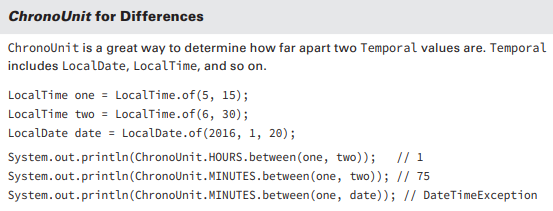 ChronoUnit for Differences
ChronoUnit is a great way to determine how far apart two Temporal values are. Temporal
includes LocalDate, LocalTime, and so on.
LocalTime one = LocalTime.of(5, 15);
LocalTime two = LocalTime.of(6, 30);
LocalDate date = LocalDate.of(2016, 1, 20);
System.out.println(ChronoUnit.HOURS.between(one, two)); // 1
System.out.println(ChronoUnit.MINUTES.between(one, two)); // 75
System.out.println(ChronoUnit.MINUTES.between(one, date)); // DateTimeException